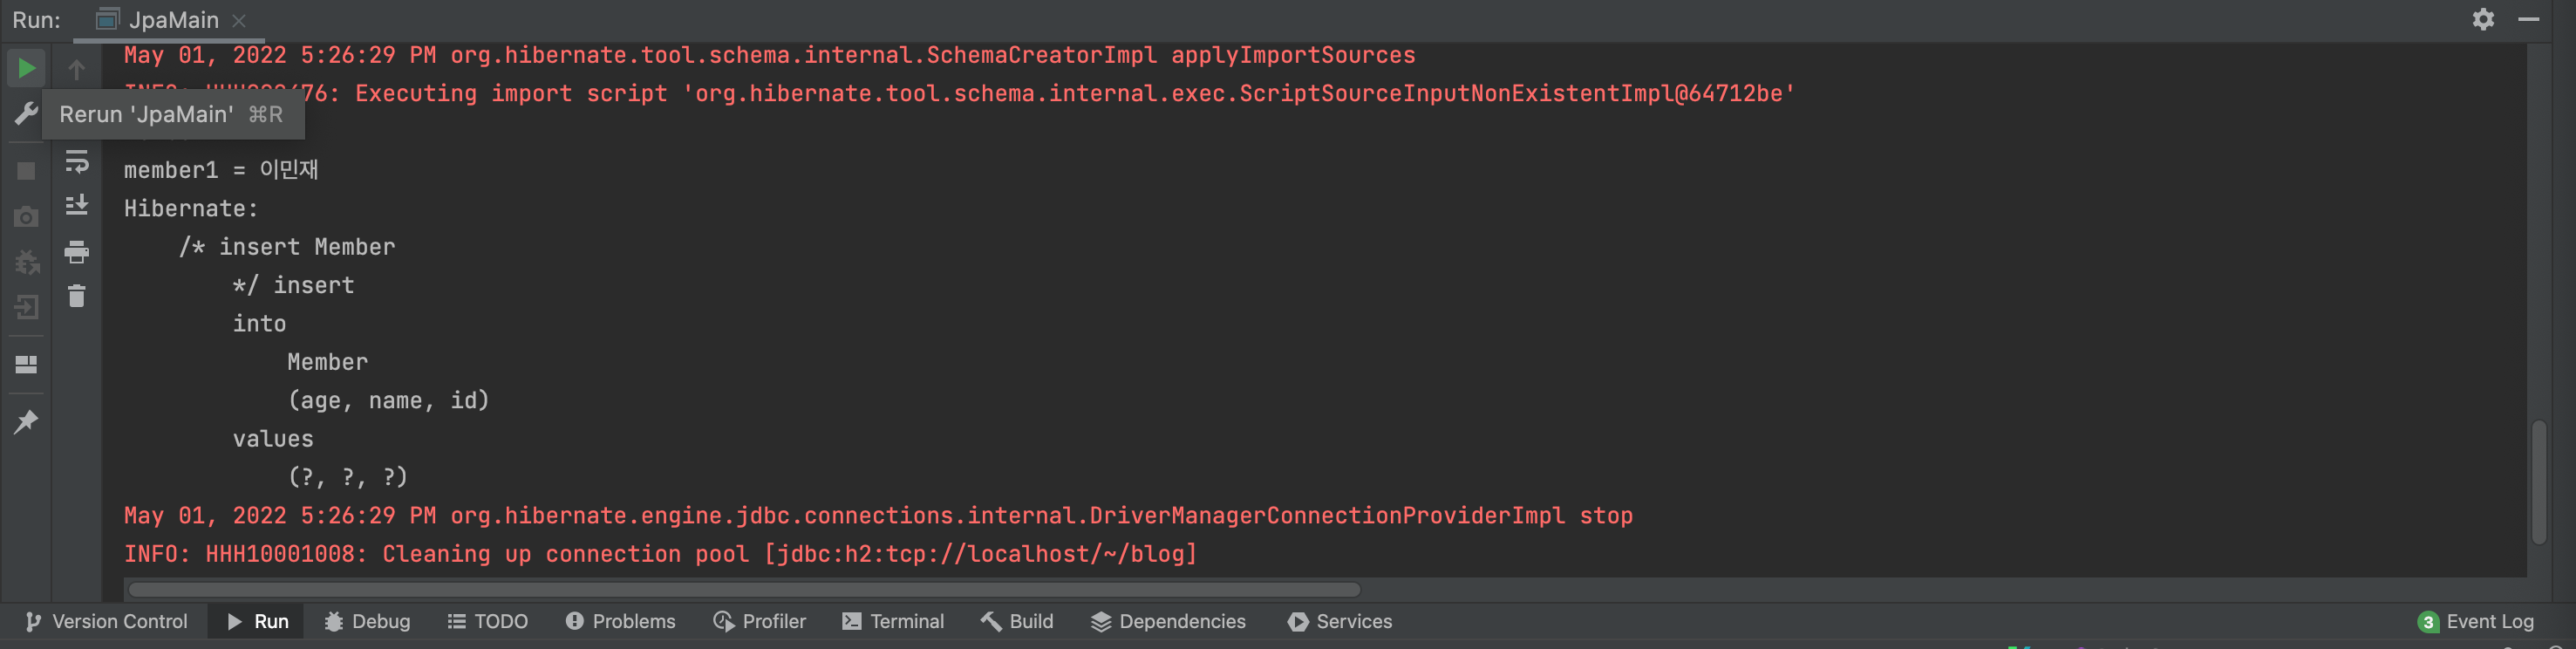 Run: JpaMain
May 01, 2022 5:26:29 PM org.hibernate.tool.schema.internal.SchemaCreatorImpl applyImportSources
76: Executing import script 'org.hibernate.tool.schema.internal.exec.ScriptSourceInputNonExistentImpl@64712be'
Rerun 'JpaMain' ⌘R
member1 = 이민재
Hibernate:
/* insert Member
*/ insert
into
Member
(age, name, id)
values
(?, ?, ?)
May 01, 2022 5:26:29 PM org.hibernate.engine.jdbc.connections.internal.DriverManagerConnectionProviderImpl stop
INFO: HHH10001008: Cleaning up connection pool [jdbc:h2:tcp://localhost/~/blog]
Version Control Run Debug TODO Problems Profiler Terminal Build Dependencies Services 3 Event Log